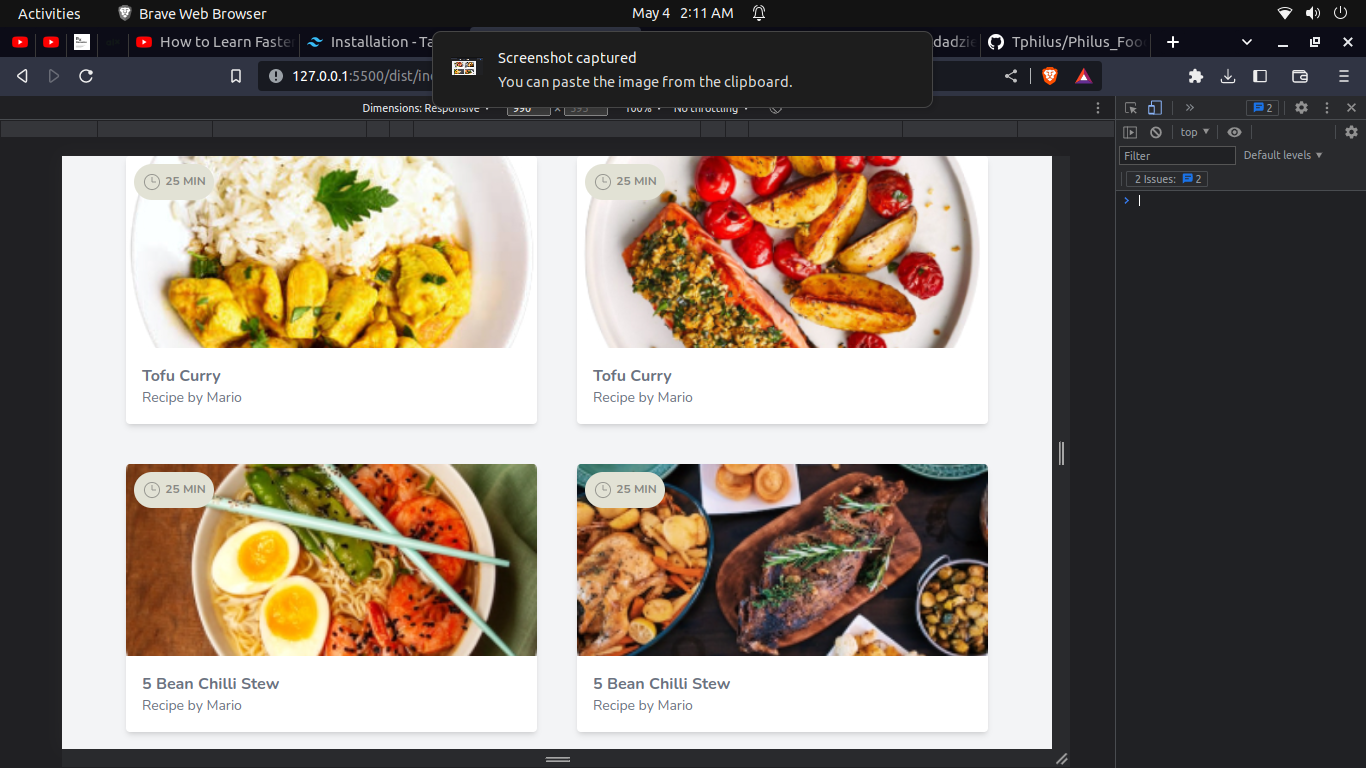 Activities Brave Web Browser May 4 2:11 AM
How to Learn Faster Installation - Ta dadzie Tphilus/Philus_Foo
Screenshot captured
You can paste the image from the clipboard.
127.0.0.1:5500/dist/ind
Dimensions: Responsive 990 × 593 100% No throttling
2
top
Filter Default levels
2 Issues: 2
25 MIN 25 MIN
Tofu Curry Tofu Curry
Recipe by Mario Recipe by Mario
25 MIN 25 MIN
5 Bean Chilli Stew 5 Bean Chilli Stew
Recipe by Mario Recipe by Mario